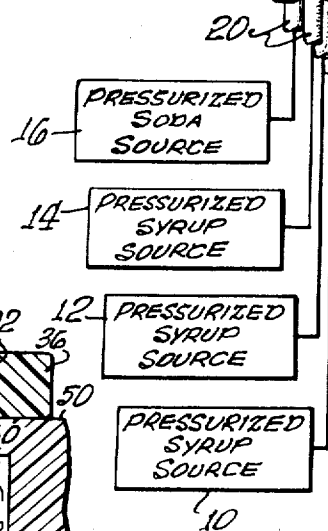 20
PRESSURIZED
SODA
SOURCE
16
PRESSURIZED
SYRUP
SOURCE
14
PRESSURIZED
SYRUP
SOURCE
12
36
50
PRESSURIZED
SYRUP
SOURCE
10